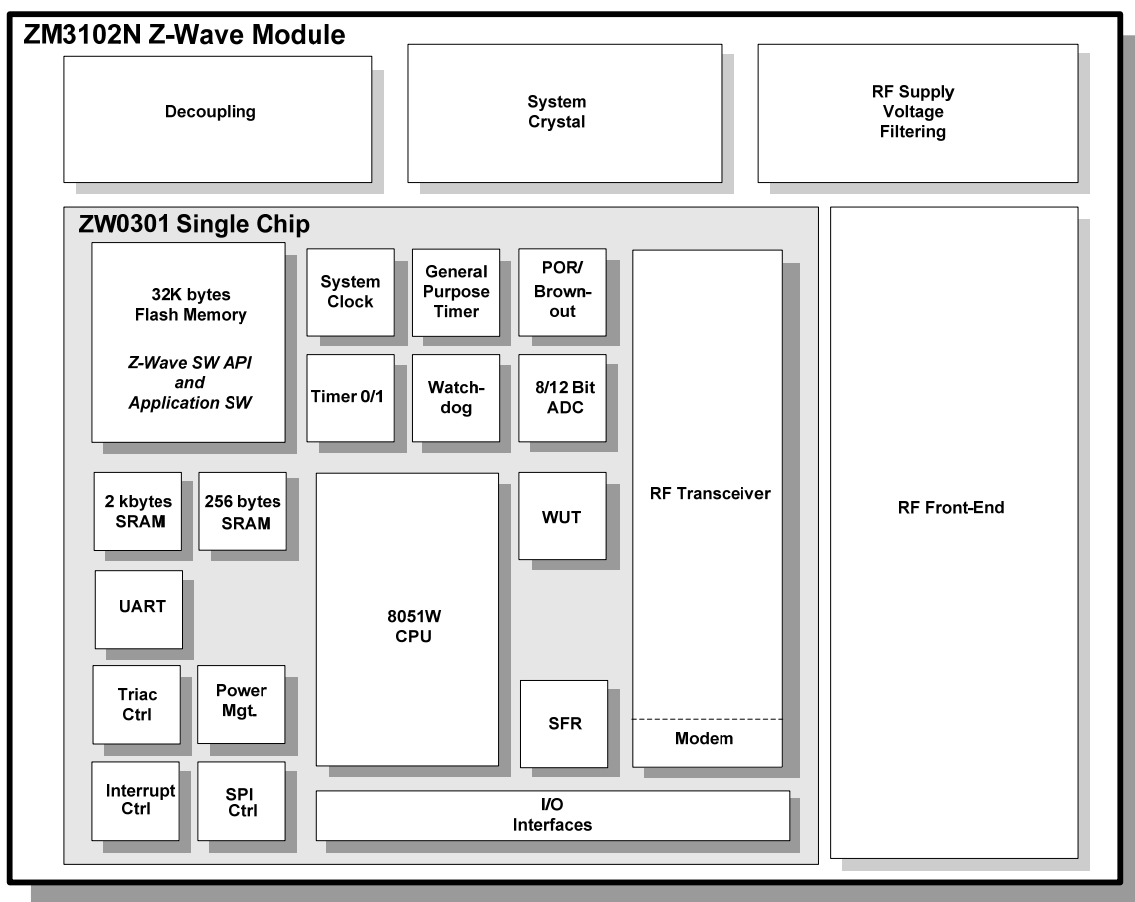 ZM3102N Z-Wave Module
Decoupling
System
Crystal
RF Supply
Voltage
Filtering
ZW0301 Single Chip
32K bytes
Flash Memory
Z-Wave SW API
and
Application SW
System
Clock
General
Purpose
Timer
POR/
Brown-
out
Timer 0/1
Watch-
dog
8/12 Bit
ADC
RF Transceiver
Modem
RF Front-End
2 kbytes
SRAM
256 bytes
SRAM
8051W
CPU
WUT
UART
Triac
Ctrl
Power
Mgt.
SFR
Interrupt
Ctrl
SPI
Ctrl
I/O
Interfaces